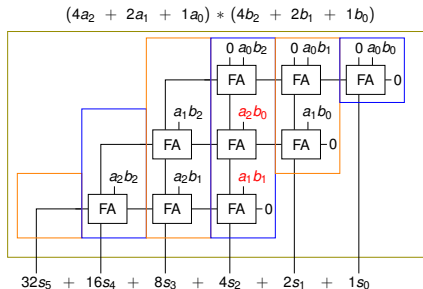 (4a₂ + 2a₁ + 1a₀) * (4b₂ + 2b₁ + 1b₀)
0 a₀b₂ 0 a₀b₁ 0 a₀b₀
FA FA FA 0
a₁b₂ a₂b₀ a₁b₀
FA FA FA 0
a₂b₂ a₂b₁ a₁b₁
FA FA FA 0
32s₅ + 16s₄ + 8s₃ + 4s₂ + 2s₁ + 1s₀